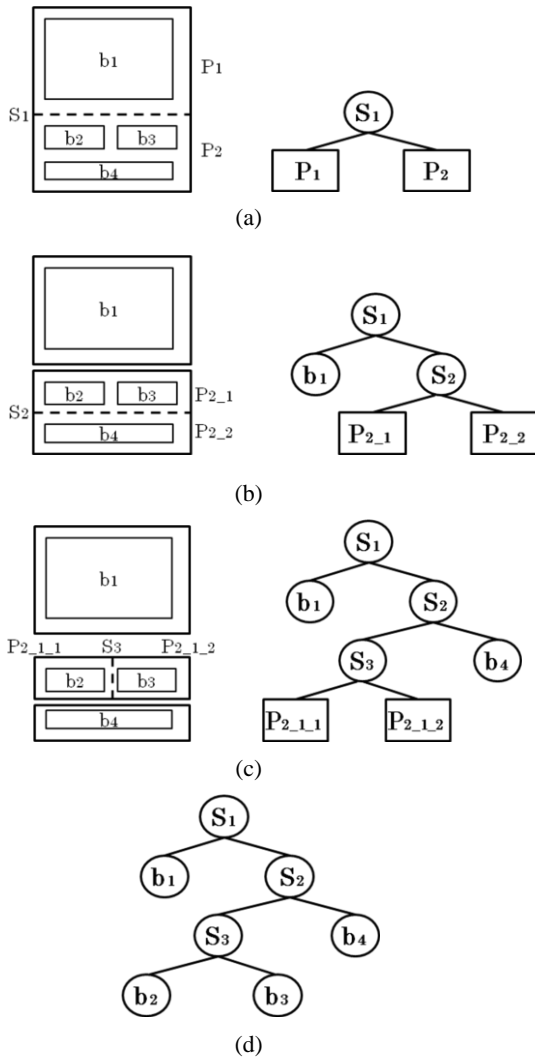 b1
P1
S1
b2 b3
P2
b4
S1
P1 P2
(a)
b1
b2 b3 P2_1
S2
b4 P2_2
S1
b1 S2
P2_1 P2_2
(b)
b1
P2_1_1 S3 P2_1_2
b2 b3
b4
S1
b1 S2
S3 b4
P2_1_1 P2_1_2
(c)
S1
b1 S2
S3 b4
b2 b3
(d)